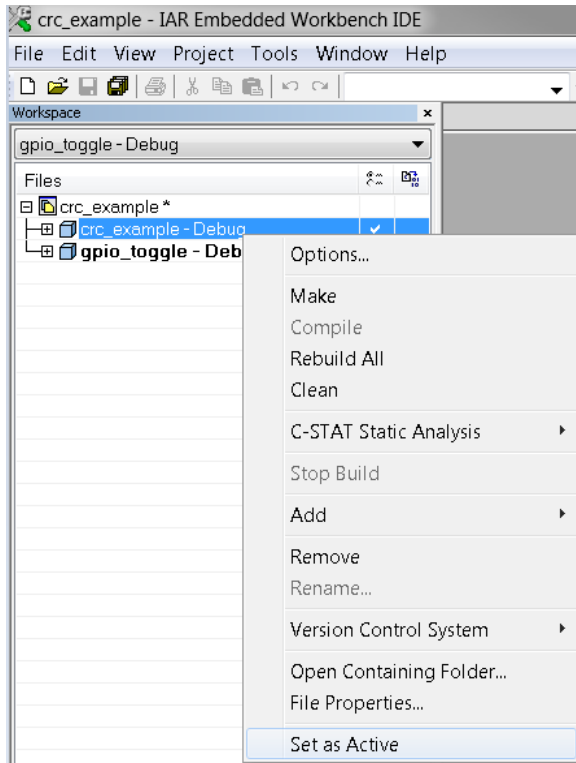 crc_example - IAR Embedded Workbench IDE
File Edit View Project Tools Window Help
Workspace
gpio_toggle - Debug
Files
crc_example *
crc_example - Debug
gpio_toggle - Deb
Options...
Make
Compile
Rebuild All
Clean
C-STAT Static Analysis
Stop Build
Add
Remove
Rename...
Version Control System
Open Containing Folder...
File Properties...
Set as Active